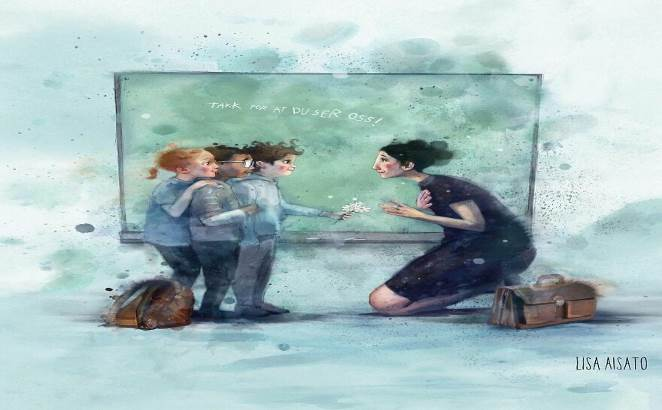 TAKK FOR AT DU SER OSS!
LISA AISATO